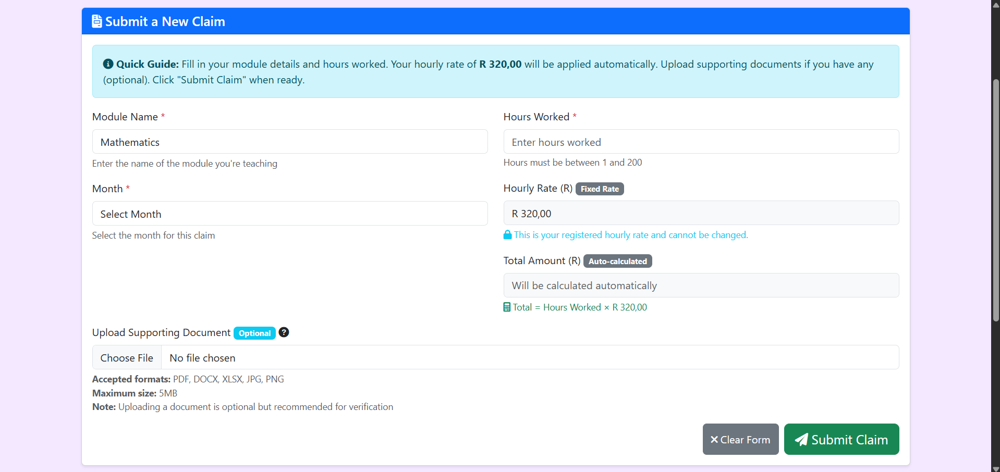 Submit a New Claim
Quick Guide: Fill in your module details and hours worked. Your hourly rate of R 320,00 will be applied automatically. Upload supporting documents if you have any
(optional). Click "Submit Claim" when ready.
Module Name *
Mathematics
Enter the name of the module you're teaching
Month *
Select Month
Select the month for this claim
Hours Worked *
Enter hours worked
Hours must be between 1 and 200
Hourly Rate (R) Fixed Rate
R 320,00
This is your registered hourly rate and cannot be changed.
Total Amount (R) Auto-calculated
Will be calculated automatically
Total = Hours Worked × R 320,00
Upload Supporting Document Optional ?
Choose File No file chosen
Accepted formats: PDF, DOCX, XLSX, JPG, PNG
Maximum size: 5MB
Note: Uploading a document is optional but recommended for verification
Clear Form Submit Claim